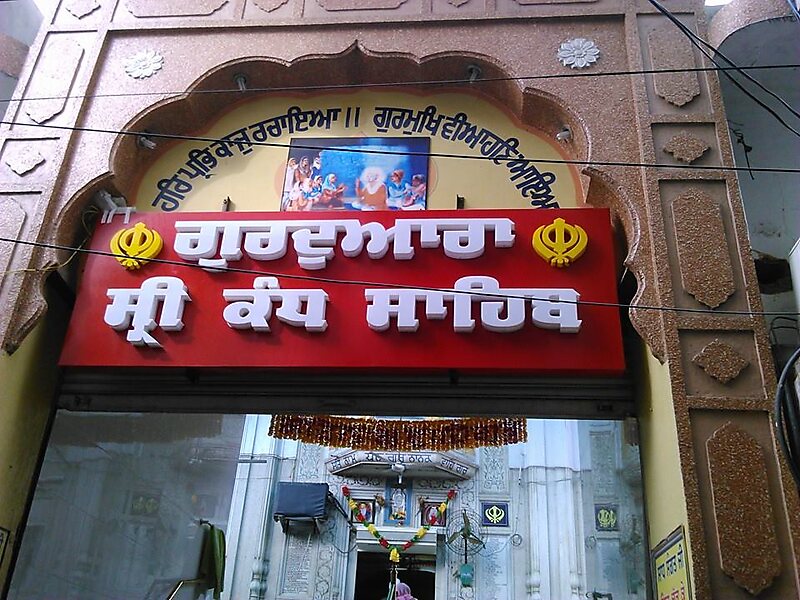 ਹਰਿ ਪ੍ਰਭਿ ਕਾਜੁ ਰਚਾਇਆ ॥ ਗੁਰਮੁਖਿ ਵੀਆਹਣਿ ਆਇਆ
ਗੁਰਦੁਆਰਾ
ਸ੍ਰੀ ਕੰਧ ਸਾਹਿਬ